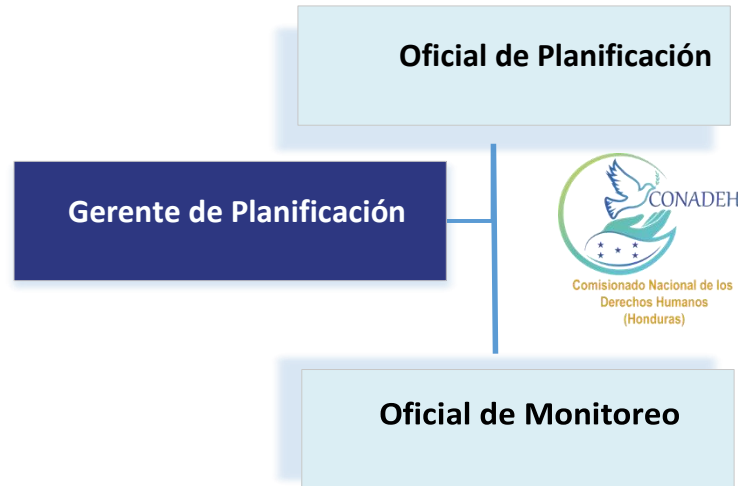 Oficial de Planificación
Gerente de Planificación
CONADEH
Comisionado Nacional de los
Derechos Humanos
(Honduras)
Oficial de Monitoreo